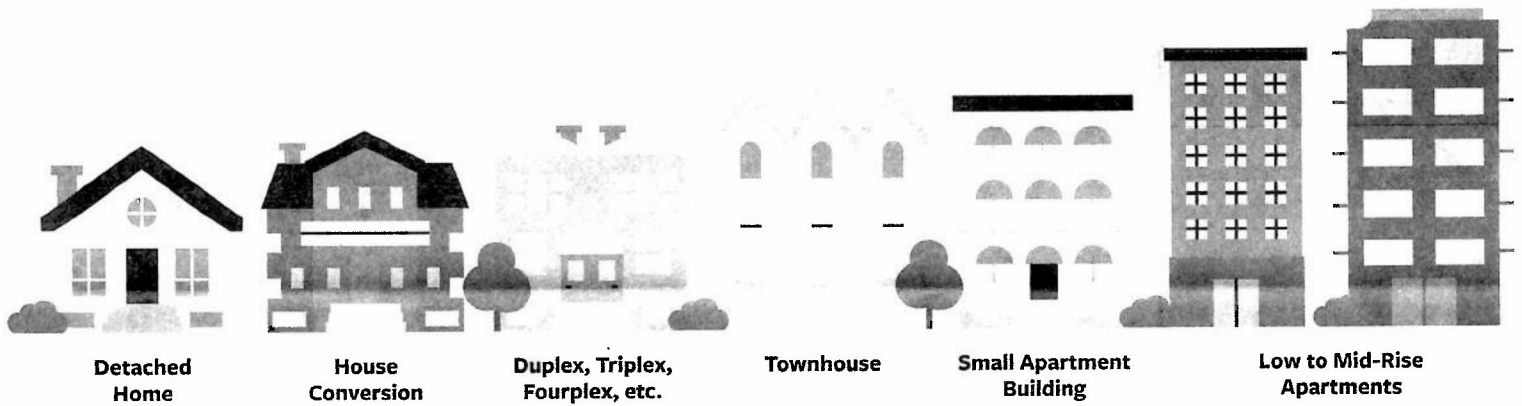 Detached
Home
House
Conversion
Duplex, Triplex,
Fourplex, etc.
Townhouse
Small Apartment
Building
Low to Mid-Rise
Apartments